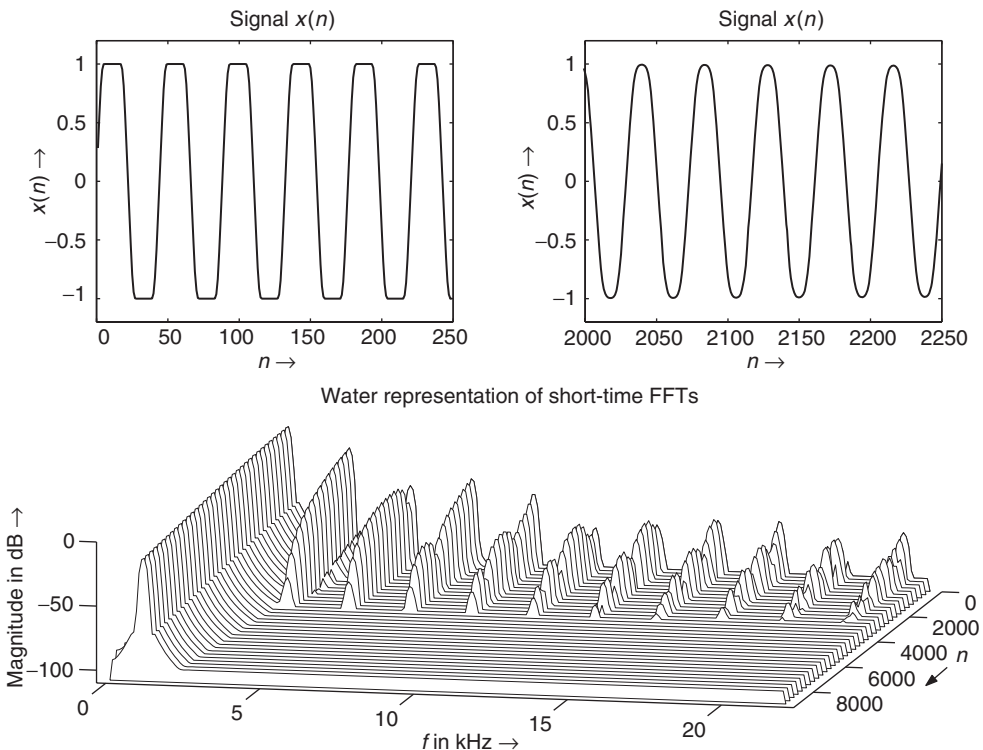 Signal x(n)
1
0.5
0
−0.5
−1
x(n) →
0 50 100 150 200 250
n →
Signal x(n)
1
0.5
0
−0.5
−1
x(n) →
2000 2050 2100 2150 2200 2250
n →
Water representation of short-time FFTs
Magnitude in dB →
0
−50
−100
0 5 10 15 20
f in kHz →
0
2000
4000
6000
8000
n